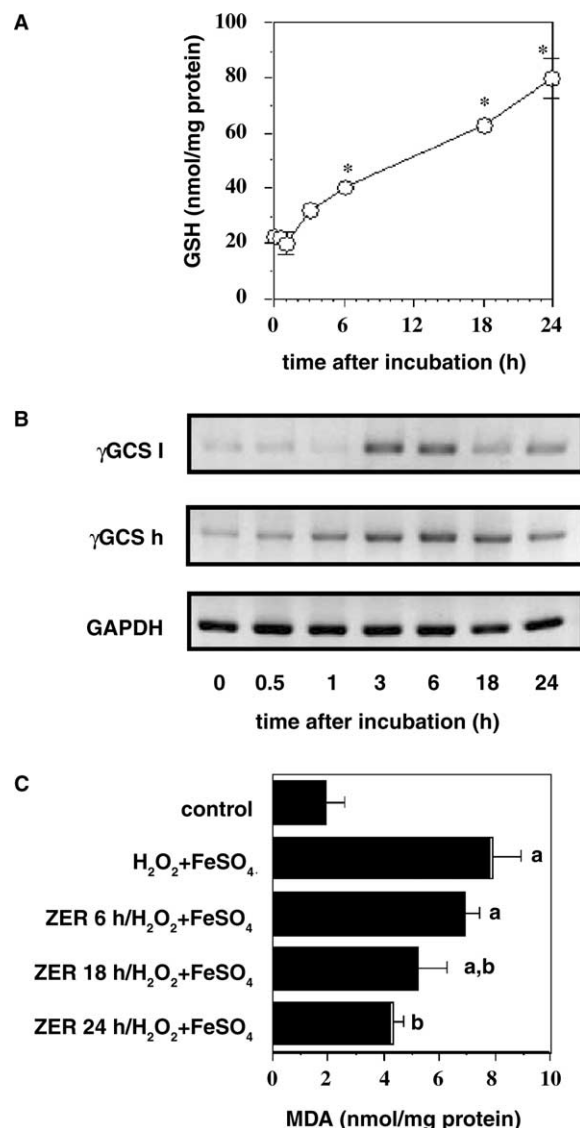 A
GSH (nmol/mg protein)
100
80
60
40
20
0
* * *
0 6 12 18 24
time after incubation (h)
B
γGCS l
γGCS h
GAPDH
0 0.5 1 3 6 18 24
time after incubation (h)
C
control
H₂O₂+FeSO₄. a
ZER 6 h/H₂O₂+FeSO₄ a
ZER 18 h/H₂O₂+FeSO₄ a,b
ZER 24 h/H₂O₂+FeSO₄ b
0 2 4 6 8 10
MDA (nmol/mg protein)